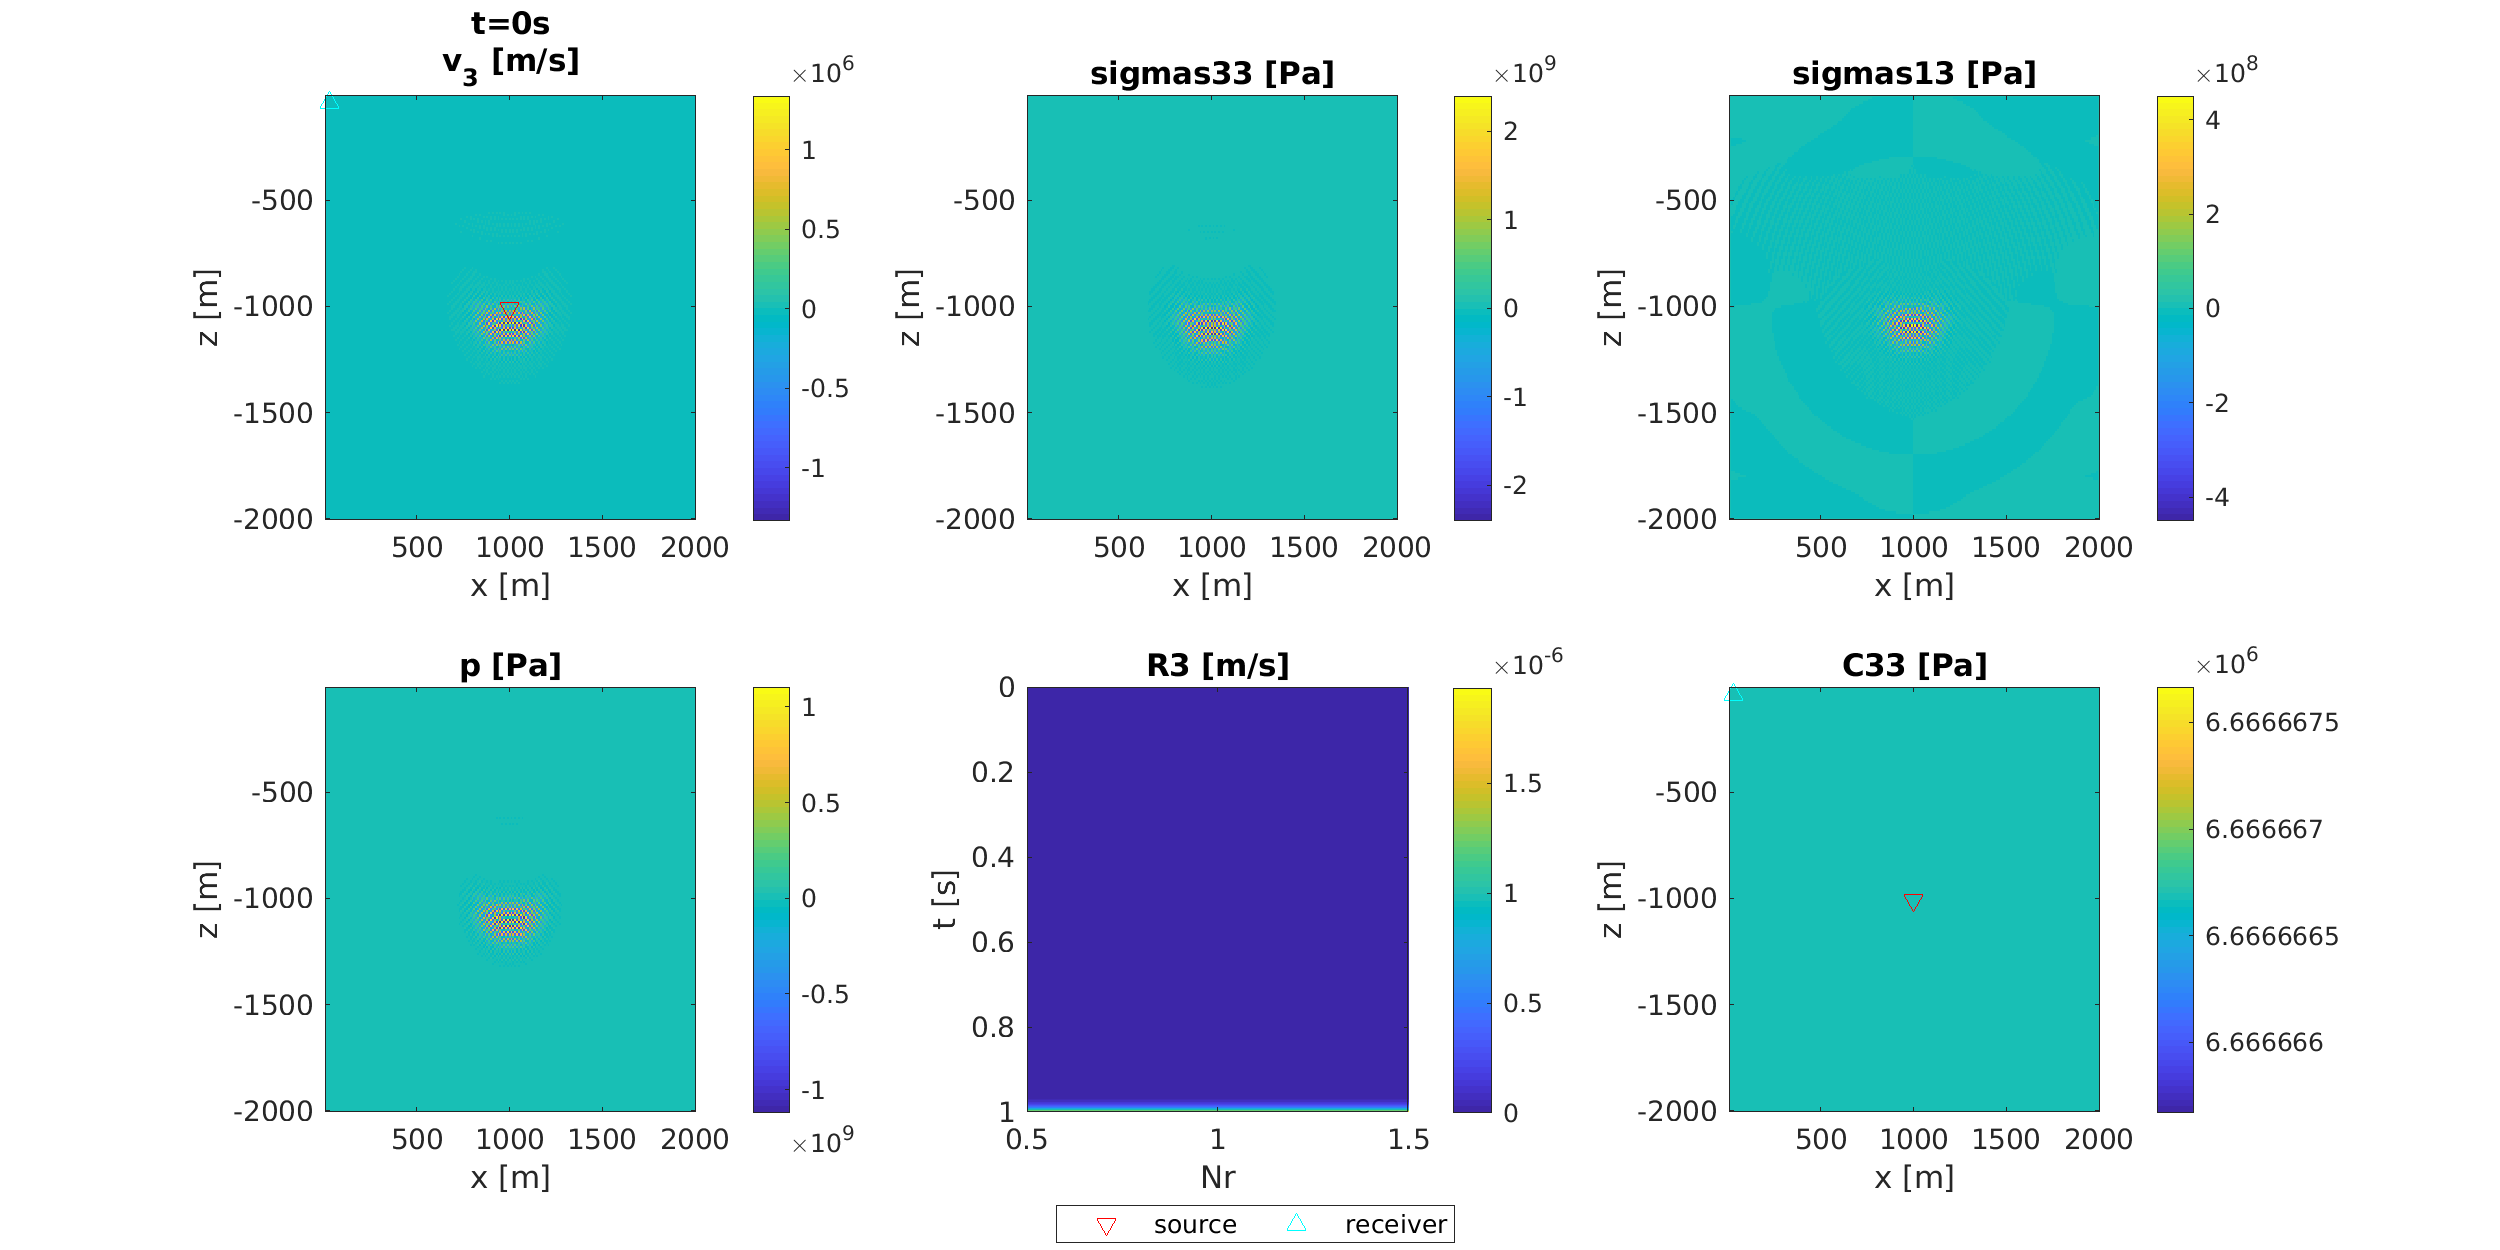 t=0s
v3 [m/s]
×10^6
1
0.5
0
-0.5
-1
-500
-1000
-1500
-2000
z [m]
500 1000 1500 2000
x [m]
sigmas33 [Pa]
×10^9
2
1
0
-1
-2
-500
-1000
-1500
-2000
z [m]
500 1000 1500 2000
x [m]
sigmas13 [Pa]
×10^8
4
2
0
-2
-4
-500
-1000
-1500
-2000
z [m]
500 1000 1500 2000
x [m]
p [Pa]
1
0.5
0
-0.5
-1
×10^9
-500
-1000
-1500
-2000
z [m]
500 1000 1500 2000
x [m]
R3 [m/s]
×10^-6
1.5
1
0.5
0
0
0.2
0.4
0.6
0.8
1
t [s]
0.5 1 1.5
Nr
C33 [Pa]
×10^6
6.6666675
6.666667
6.6666665
6.666666
-500
-1000
-1500
-2000
z [m]
500 1000 1500 2000
x [m]
source receiver